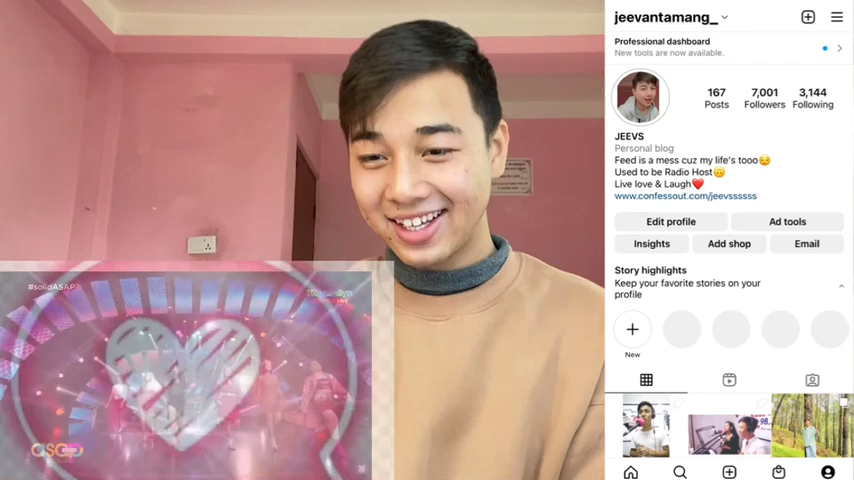 jeevantamang_
Professional dashboard
New tools are now available.
167
7,001
3,144
Posts
Followers
Following
JEEVS
Personal blog
Feed is a mess cuz my life's tooo😌
Used to be Radio Host🙃
Live love & Laugh❤️
www.confessout.com/jeevssssss
Edit profile
Ad tools
Insights
Add shop
Email
Story highlights
Keep your favorite stories on your
profile
New
#solidASAP
LIVE
asap